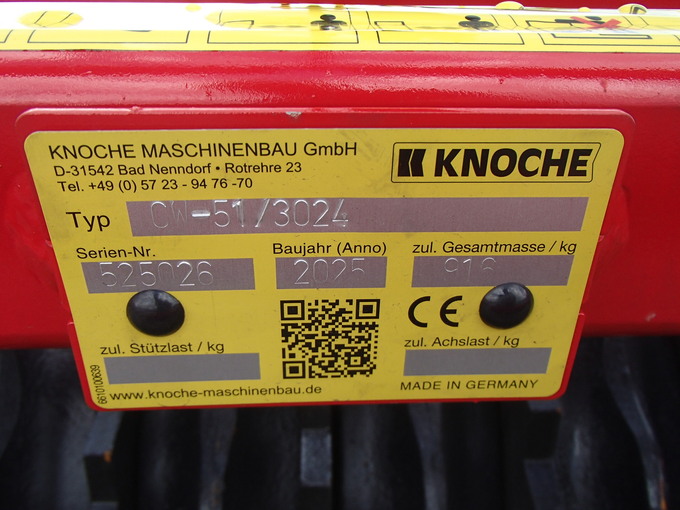 KNOCHE MASCHINENBAU GmbH
D-31542 Bad Nenndorf • Rotrehre 23
Tel. +49 (0) 57 23 - 94 76 -70
KNOCHE
Typ CW-51/3024
Serien-Nr. Baujahr (Anno) zul. Gesamtmasse / kg
525026 2025 916
CE
zul. Stützlast / kg zul. Achslast / kg
www.knoche-maschinenbau.de MADE IN GERMANY
6610100639